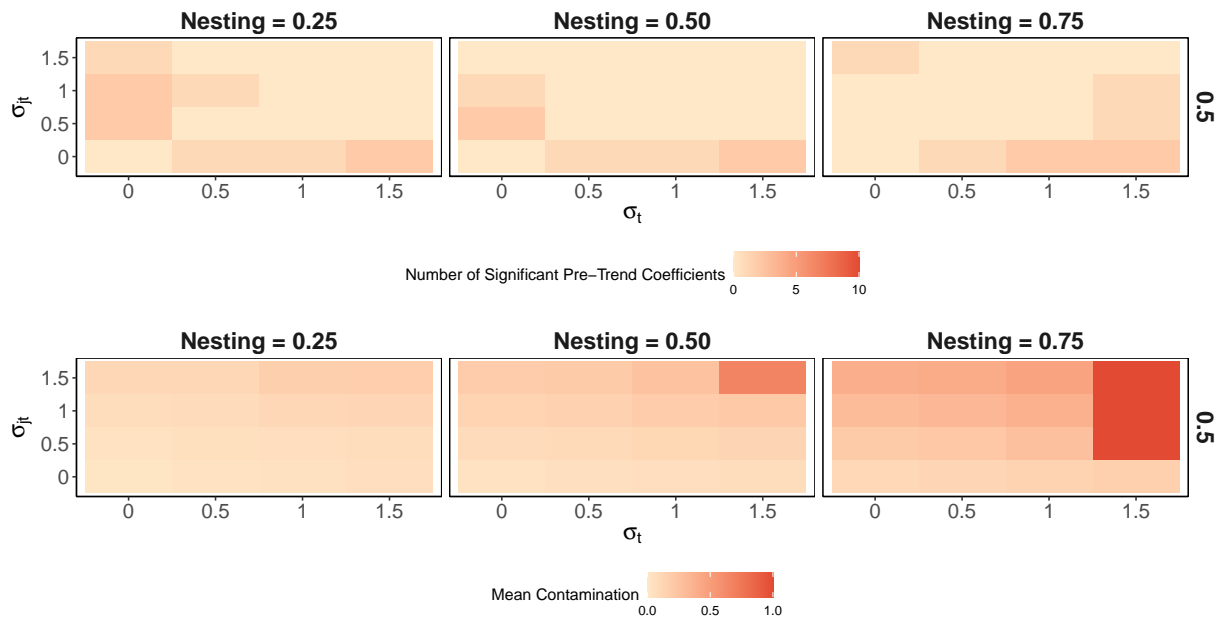 Nesting = 0.25 Nesting = 0.50 Nesting = 0.75
1.5
1
0.5
0
σjt
0.5
0 0.5 1 1.5 0 0.5 1 1.5 0 0.5 1 1.5
σt
Number of Significant Pre−Trend Coefficients
0 5 10
Nesting = 0.25 Nesting = 0.50 Nesting = 0.75
1.5
1
0.5
0
σjt
0.5
0 0.5 1 1.5 0 0.5 1 1.5 0 0.5 1 1.5
σt
Mean Contamination
0.0 0.5 1.0